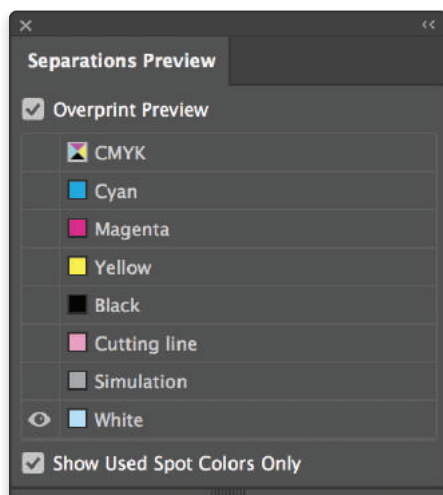 Separations Preview
Overprint Preview
CMYK
Cyan
Magenta
Yellow
Black
Cutting line
Simulation
White
Show Used Spot Colors Only